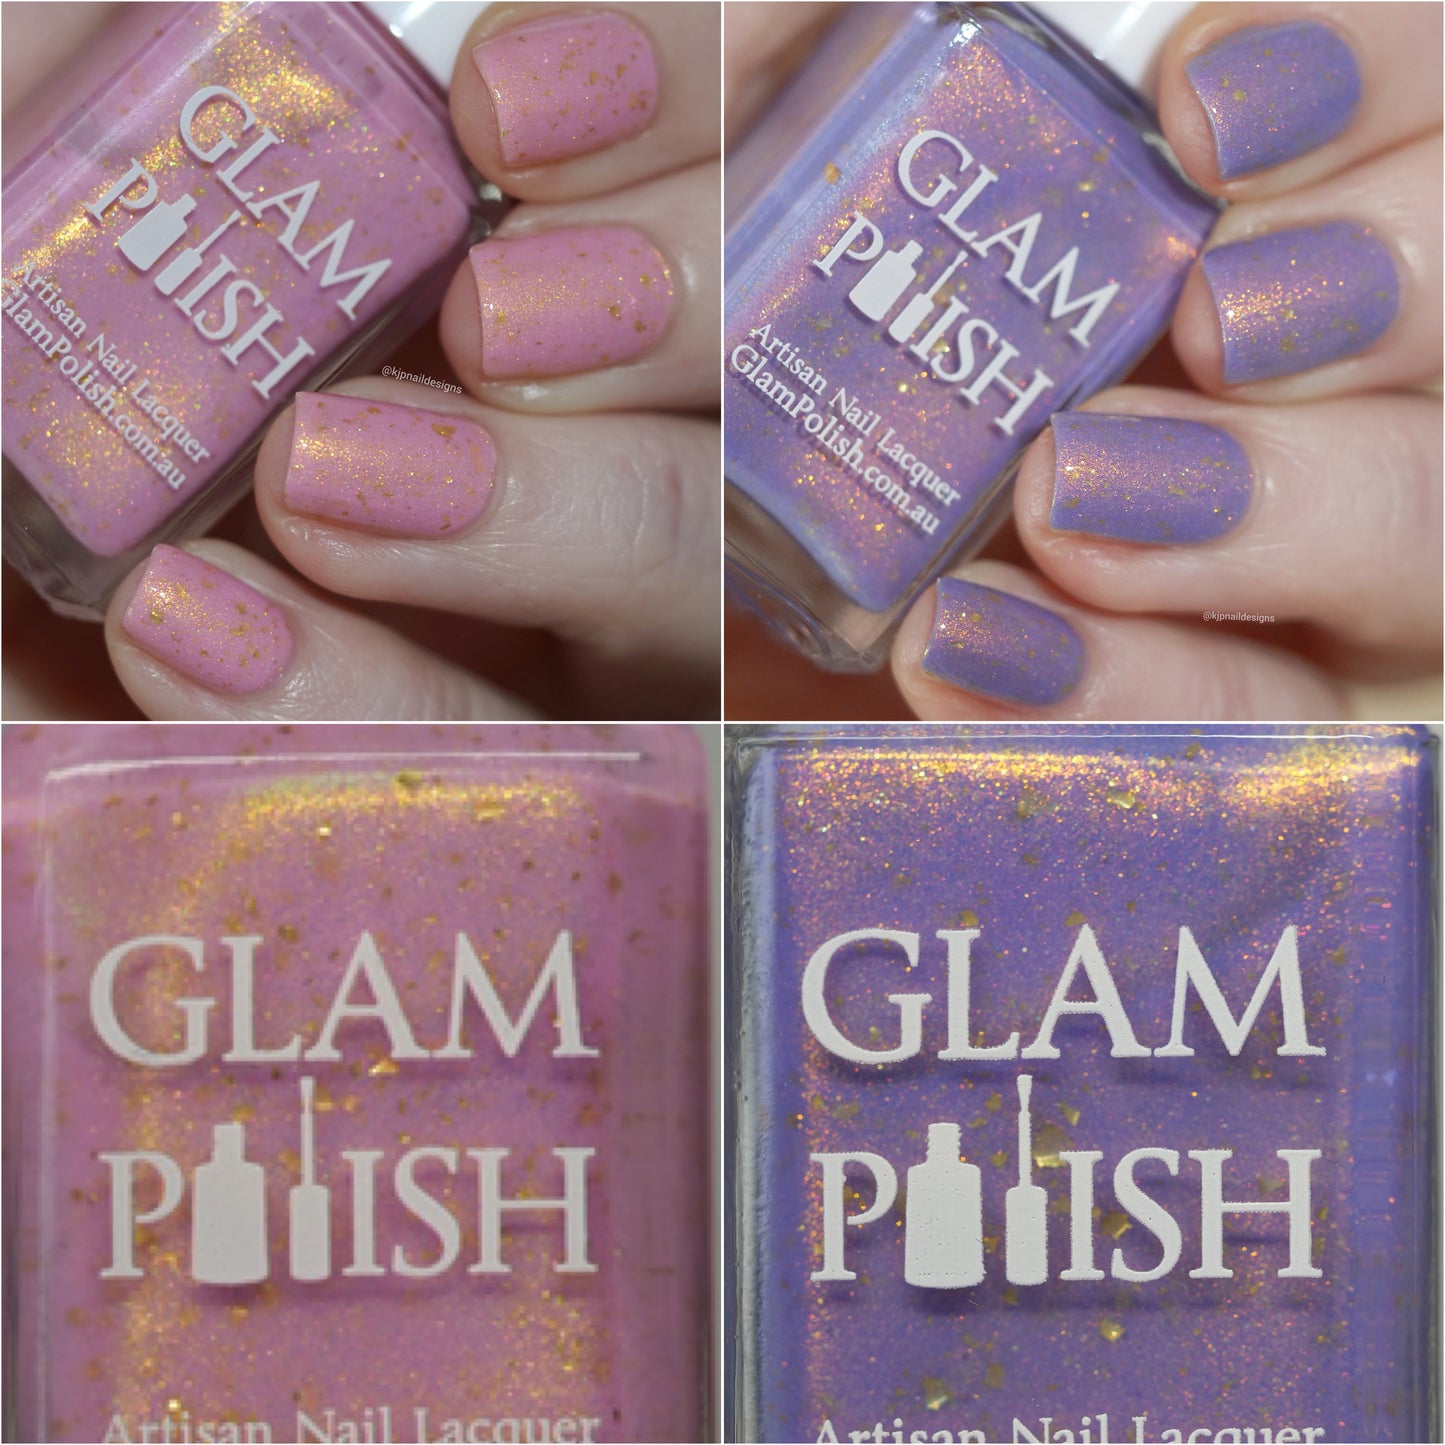 GLAM
POLISH
Artisan Nail Lacquer
GlamPolish.com.au
@kjpnaildesigns
GLAM
POLISH
Artisan Nail Lacquer
GlamPolish.com.au
@kjpnaildesigns
GLAM
POLISH
Artisan Nail Lacquer
GLAM
POLISH
Artisan Nail Lacquer